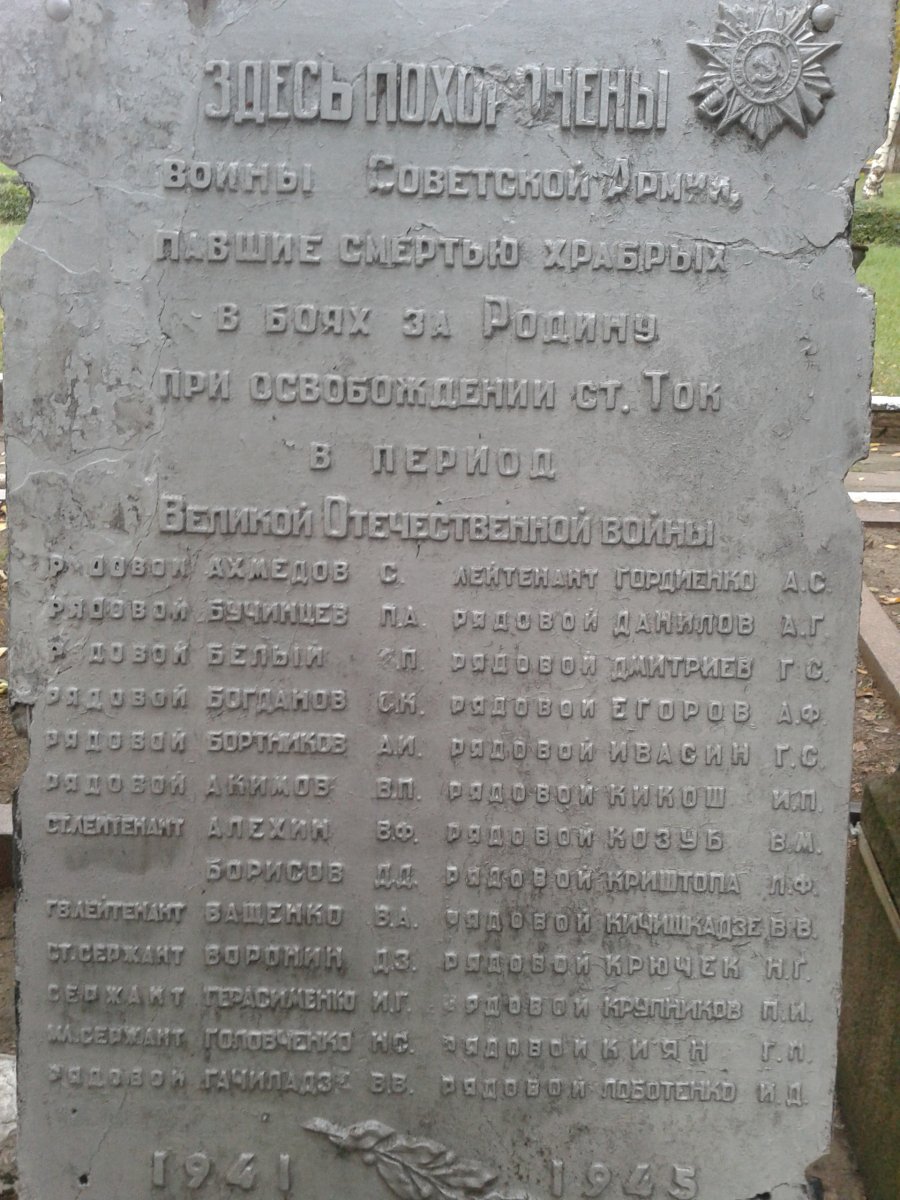 ЗДЕСЬ ПОХОРОНЕНЫ
ВОИНЫ СОВЕТСКОЙ АРМИИ,
ПАВШИЕ СМЕРТЬЮ ХРАБРЫХ
В БОЯХ ЗА РОДИНУ
ПРИ ОСВОБОЖДЕНИИ СТ. ТОК
В ПЕРИОД
ВЕЛИКОЙ ОТЕЧЕСТВЕННОЙ ВОЙНЫ
РЯДОВОЙ АХМЕДОВ С. ЛЕЙТЕНАНТ ГОРДИЕНКО А.С.
РЯДОВОЙ БУЧИНЦЕВ П.А. РЯДОВОЙ ДАНИЛОВ А.Г
РЯДОВОЙ БЕЛЫЙ РЯДОВОЙ ДМИТРИЕВ Г.С.
РЯДОВОЙ БОГДАНОВ С.К. РЯДОВОЙ ЕГОРОВ А.Ф.
РЯДОВОЙ БОРТНИКОВ А.И. РЯДОВОЙ ИВАСИН Г.С.
РЯДОВОЙ АКИМОВ В.П. РЯДОВОЙ КИКОШ И.П.
СТ.ЛЕЙТЕНАНТ АЛЕХИН В.Ф. РЯДОВОЙ КОЗУБ В.М.
БОРИСОВ Д.Д. РЯДОВОЙ КРИШТОПА Л.Ф.
ГВ.ЛЕЙТЕНАНТ ВАЩЕНКО В.А. РЯДОВОЙ КИЧИШКАДЗЕ В.В.
СТ.СЕРЖАНТ ВОРОНИН Д.З. РЯДОВОЙ КРЮЧЕК Н.Г.
СЕРЖАНТ ГЕРАСИМЕНКО И.Г. РЯДОВОЙ КРУПНИКОВ П.И.
МЛ.СЕРЖАНТ ГОЛОВЧЕНКО Н.С. РЯДОВОЙ КИЯН Г.П.
РЯДОВОЙ ГАЧИЛАДЗЕ В.В. РЯДОВОЙ ЛОБОТЕНКО И.Д.
1941 1945